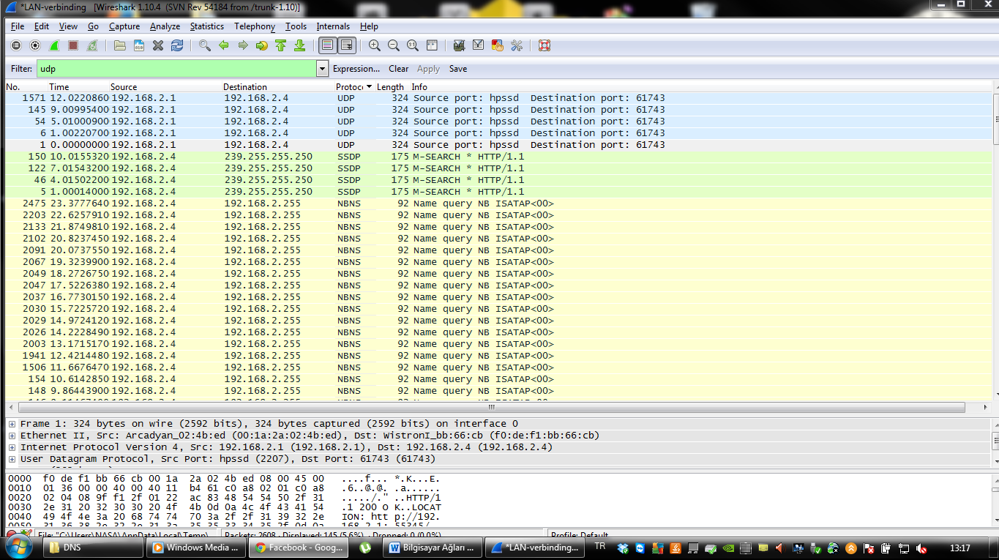 *LAN-verbinding [Wireshark 1.10.4 (SVN Rev 54184 from /trunk-1.10)]
File Edit View Go Capture Analyze Statistics Telephony Tools Internals Help
Filter: udp Expression... Clear Apply Save
No. Time Source Destination Protoc Length Info
1571 12.0220860 192.168.2.1 192.168.2.4 UDP 324 Source port: hpssd Destination port: 61743
145 9.00995400 192.168.2.1 192.168.2.4 UDP 324 Source port: hpssd Destination port: 61743
54 5.01000900 192.168.2.1 192.168.2.4 UDP 324 Source port: hpssd Destination port: 61743
6 1.00220700 192.168.2.1 192.168.2.4 UDP 324 Source port: hpssd Destination port: 61743
1 0.00000000 192.168.2.1 192.168.2.4 UDP 324 Source port: hpssd Destination port: 61743
150 10.0155320 192.168.2.4 239.255.255.250 SSDP 175 M-SEARCH * HTTP/1.1
122 7.01543200 192.168.2.4 239.255.255.250 SSDP 175 M-SEARCH * HTTP/1.1
46 4.01502200 192.168.2.4 239.255.255.250 SSDP 175 M-SEARCH * HTTP/1.1
5 1.00014000 192.168.2.4 239.255.255.250 SSDP 175 M-SEARCH * HTTP/1.1
2475 23.3777640 192.168.2.4 192.168.2.255 NBNS 92 Name query NB ISATAP<00>
2203 22.6257910 192.168.2.4 192.168.2.255 NBNS 92 Name query NB ISATAP<00>
2133 21.8749810 192.168.2.4 192.168.2.255 NBNS 92 Name query NB ISATAP<00>
2102 20.8237450 192.168.2.4 192.168.2.255 NBNS 92 Name query NB ISATAP<00>
2091 20.0737550 192.168.2.4 192.168.2.255 NBNS 92 Name query NB ISATAP<00>
2067 19.3239900 192.168.2.4 192.168.2.255 NBNS 92 Name query NB ISATAP<00>
2049 18.2726750 192.168.2.4 192.168.2.255 NBNS 92 Name query NB ISATAP<00>
2047 17.5226380 192.168.2.4 192.168.2.255 NBNS 92 Name query NB ISATAP<00>
2037 16.7730150 192.168.2.4 192.168.2.255 NBNS 92 Name query NB ISATAP<00>
2030 15.7225720 192.168.2.4 192.168.2.255 NBNS 92 Name query NB ISATAP<00>
2029 14.9724120 192.168.2.4 192.168.2.255 NBNS 92 Name query NB ISATAP<00>
2026 14.2228490 192.168.2.4 192.168.2.255 NBNS 92 Name query NB ISATAP<00>
2003 13.1715170 192.168.2.4 192.168.2.255 NBNS 92 Name query NB ISATAP<00>
1941 12.4214480 192.168.2.4 192.168.2.255 NBNS 92 Name query NB ISATAP<00>
1506 11.6676470 192.168.2.4 192.168.2.255 NBNS 92 Name query NB ISATAP<00>
154 10.6142850 192.168.2.4 192.168.2.255 NBNS 92 Name query NB ISATAP<00>
148 9.86443900 192.168.2.4 192.168.2.255 NBNS 92 Name query NB ISATAP<00>
Frame 1: 324 bytes on wire (2592 bits), 324 bytes captured (2592 bits) on interface 0
Ethernet II, Src: Arcadyan_02:4b:ed (00:1a:2a:02:4b:ed), Dst: WistronI_bb:66:cb (f0:de:f1:bb:66:cb)
Internet Protocol Version 4, Src: 192.168.2.1 (192.168.2.1), Dst: 192.168.2.4 (192.168.2.4)
User Datagram Protocol, Src Port: hpssd (2207), Dst Port: 61743 (61743)
0000 f0 de f1 bb 66 cb 00 1a 2a 02 4b ed 08 00 45 00 ....f... *.K...E.
0010 01 36 00 00 40 00 40 11 b4 61 c0 a8 02 01 c0 a8 .6..@.@. .a......
0020 02 04 08 9f f1 2f 01 22 ac 83 48 54 54 50 2f 31 ...../." ..HTTP/1
0030 2e 31 20 32 30 30 20 4f 4b 0d 0a 4c 4f 43 41 54 .1 200 O K..LOCAT
0040 49 4f 4e 3a 20 68 74 74 70 3a 2f 2f 31 39 32 2e ION: htt p://192.
0050 31 36 38 2e 32 2e 31 3a 35 35 33 34 35 2f 0d 0a 168.2.1: 55345/..
File: "C:\Users\NASA\AppData\Local\Temp\... Packets: 2608 · Displayed: 145 (5.6%) · Dropped: 0 (0.0%) Profile: Default
DNS Windows Media ... Facebook - Goog... Bilgisayar Ağları ... *LAN-verbinding... TR 13:17